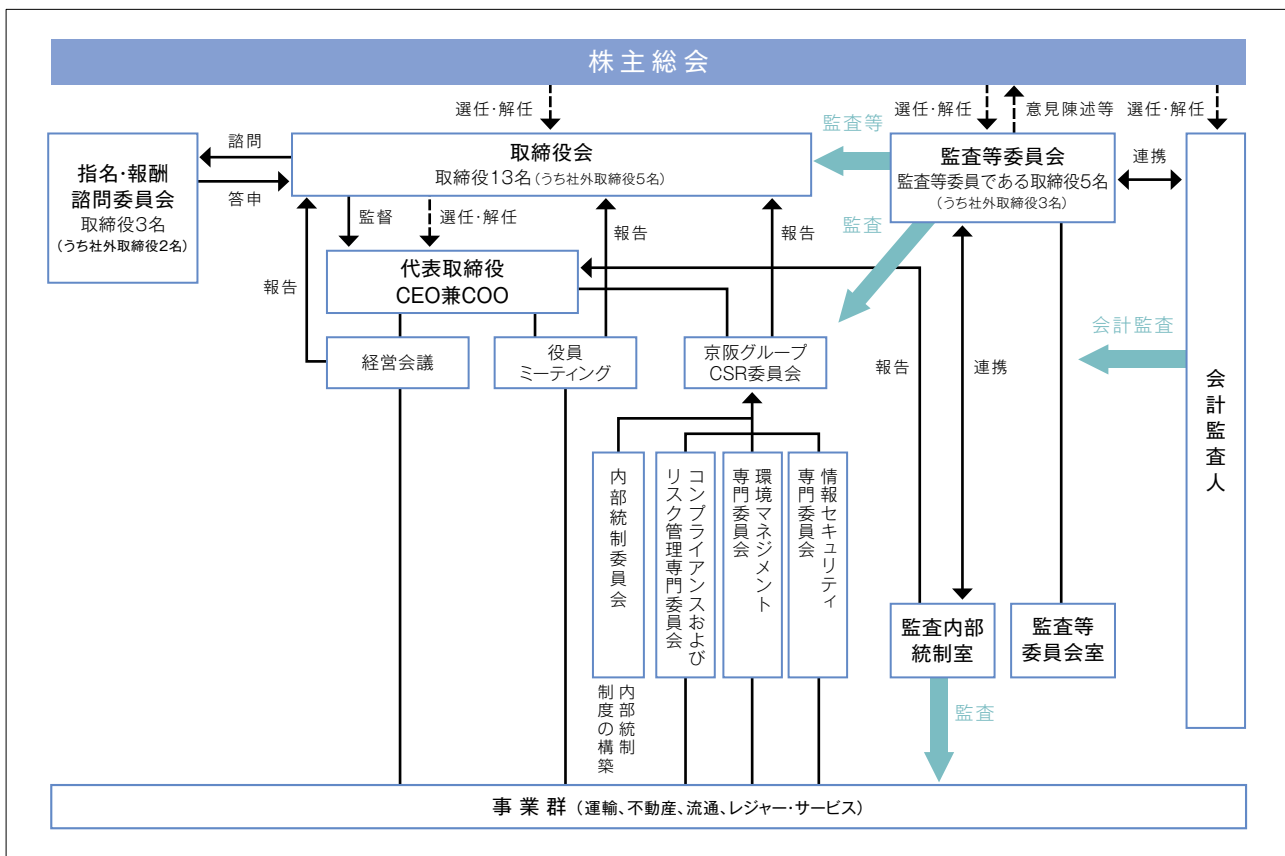 株主総会
選任・解任
選任・解任
意見陳述等
選任・解任
諮問
答申
指名・報酬
諮問委員会
取締役3名
(うち社外取締役2名)
取締役会
取締役13名(うち社外取締役5名)
監査等
監査等委員会
監査等委員である取締役5名
(うち社外取締役3名)
連携
監督
選任・解任
報告
報告
監査
報告
代表取締役
CEO兼COO
会計監査
経営会議
役員
ミーティング
京阪グループ
CSR委員会
報告
連携
会計監査人
内部統制委員会
コンプライアンスおよび
リスク管理専門委員会
環境マネジメント
専門委員会
情報セキュリティ
専門委員会
監査内部
統制室
監査等
委員会室
内部統制
制度の構築
監査
事業群(運輸、不動産、流通、レジャー・サービス)